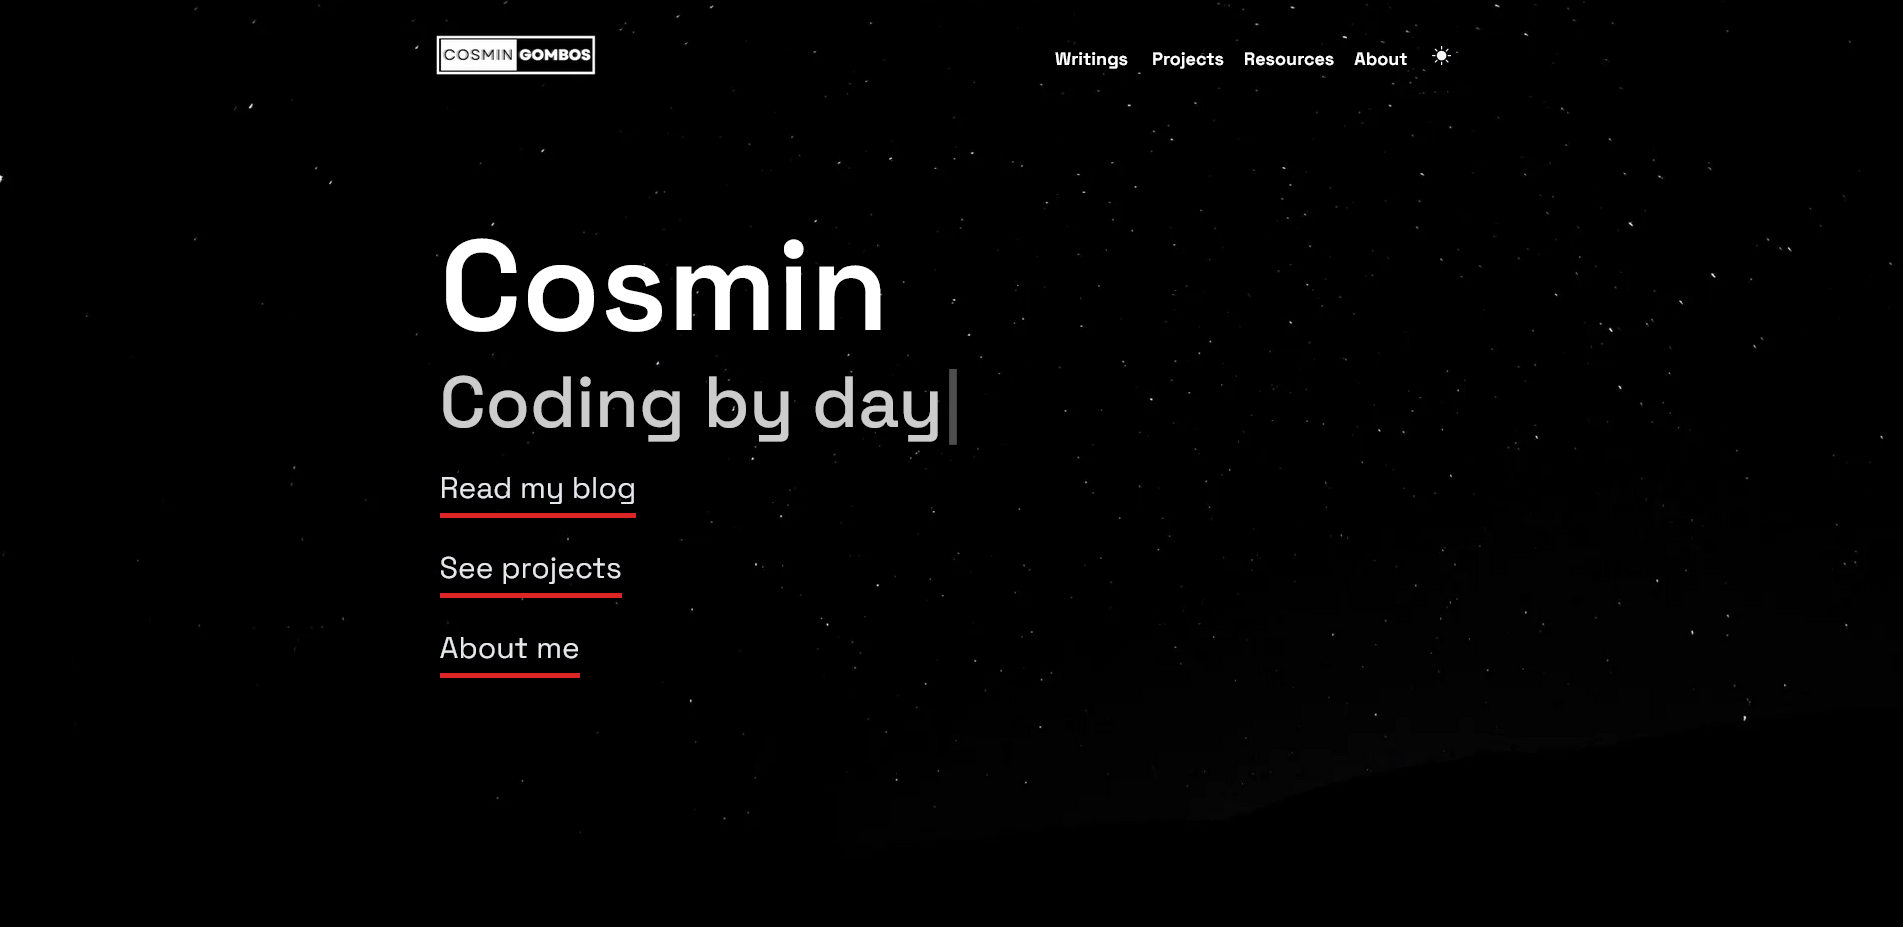 COSMIN GOMBOS
Writings Projects Resources About
Cosmin
Coding by day
Read my blog
See projects
About me